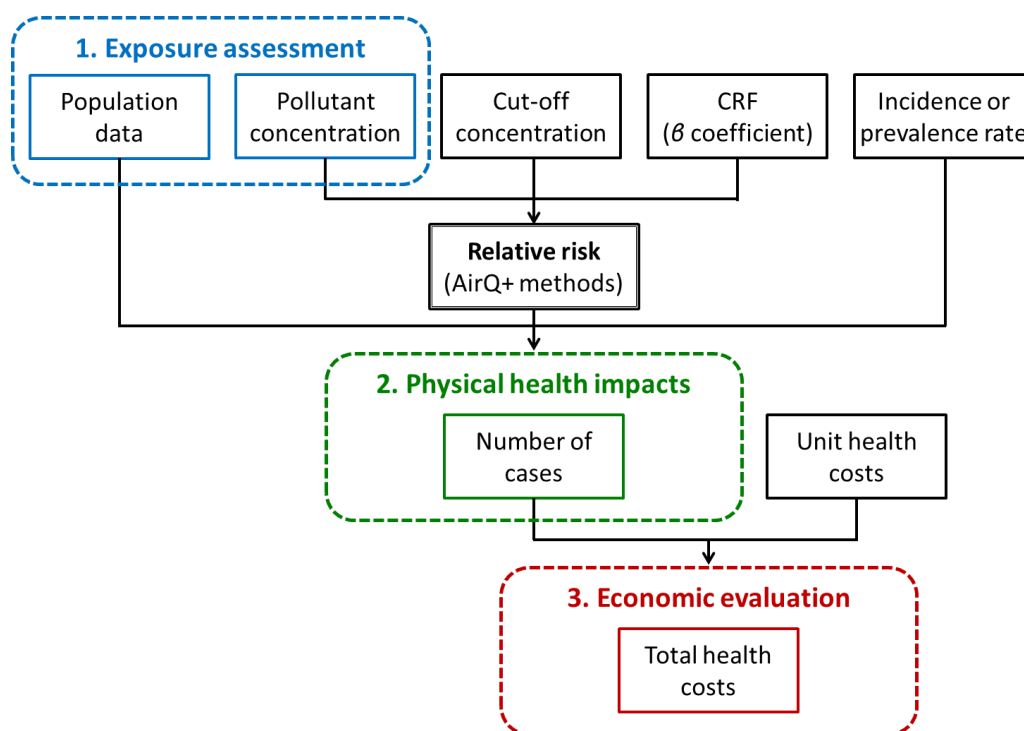 1. Exposure assessment
Population
data
Pollutant
concentration
Cut-off
concentration
CRF
(β coefficient)
Incidence or
prevalence rate
Relative risk
(AirQ+ methods)
2. Physical health impacts
Number of
cases
Unit health
costs
3. Economic evaluation
Total health
costs